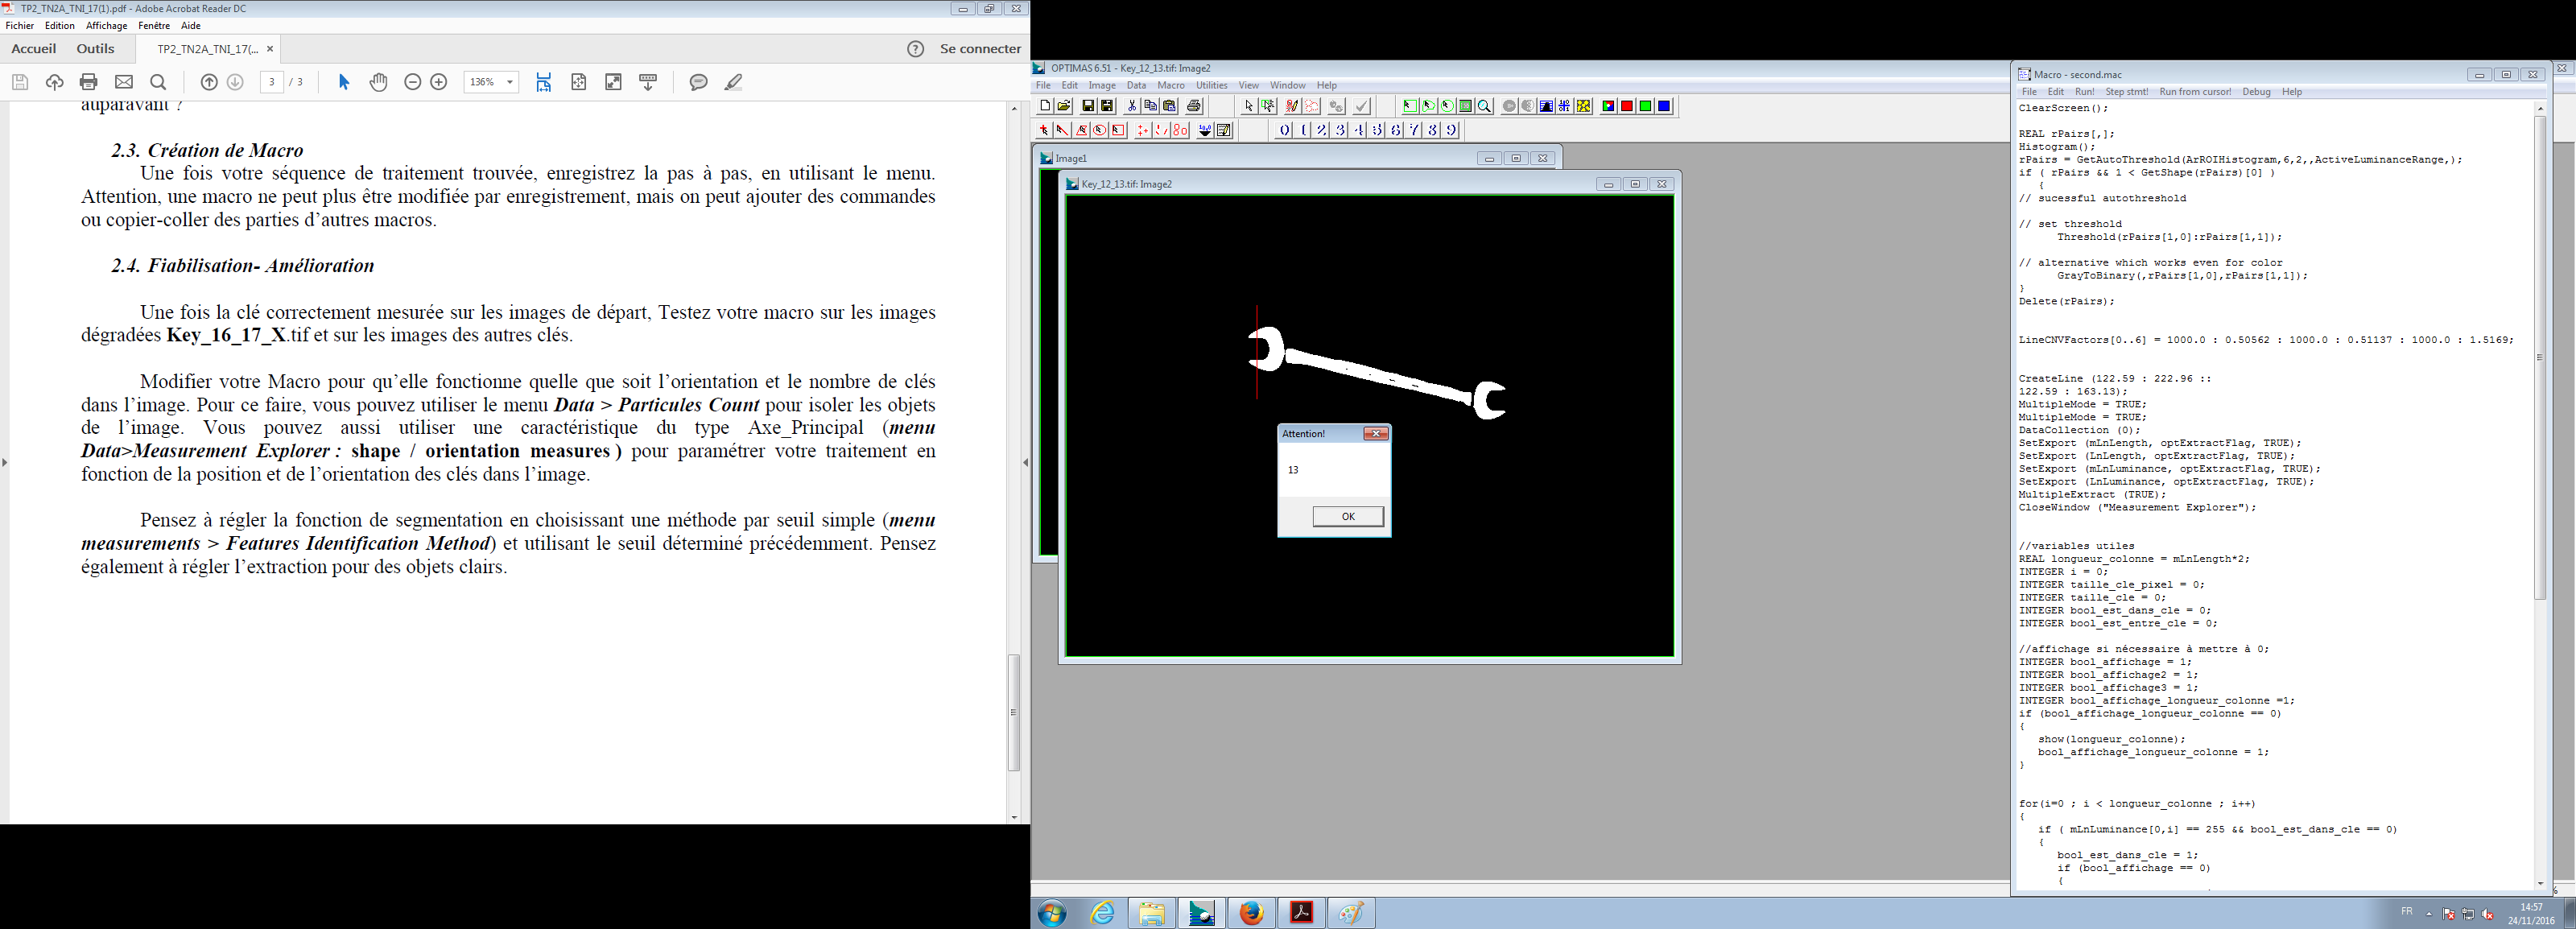 TP2_TN2A_TNI_17(1).pdf - Adobe Acrobat Reader DC
Fichier Edition Affichage Fenêtre Aide
Accueil Outils TP2_TN2A_TNI_17(... × Se connecter
3 / 3 136%
auparavant ?
2.3. Création de Macro
Une fois votre séquence de traitement trouvée, enregistrez la pas à pas, en utilisant le menu.
Attention, une macro ne peut plus être modifiée par enregistrement, mais on peut ajouter des commandes
ou copier-coller des parties d'autres macros.
2.4. Fiabilisation- Amélioration
Une fois la clé correctement mesurée sur les images de départ, Testez votre macro sur les images
dégradées Key_16_17_X.tif et sur les images des autres clés.
Modifier votre Macro pour qu'elle fonctionne quelle que soit l'orientation et le nombre de clés
dans l'image. Pour ce faire, vous pouvez utiliser le menu Data > Particules Count pour isoler les objets
de l'image. Vous pouvez aussi utiliser une caractéristique du type Axe_Principal (menu
Data>Measurement Explorer : shape / orientation measures ) pour paramétrer votre traitement en
fonction de la position et de l'orientation des clés dans l'image.
Pensez à régler la fonction de segmentation en choisissant une méthode par seuil simple (menu
measurements > Features Identification Method) et utilisant le seuil déterminé précédemment. Pensez
également à régler l'extraction pour des objets clairs.
OPTIMAS 6.51 - Key_12_13.tif: Image2
File Edit Image Data Macro Utilities View Window Help
0 1 2 3 4 5 6 7 8 9
Image1
Key_12_13.tif: Image2
Attention!
13
OK
Macro - second.mac
File Edit Run! Step stmt! Run from cursor! Debug Help
ClearScreen();
REAL rPairs[,];
Histogram();
rPairs = GetAutoThreshold(ArROIHistogram,6,2,,ActiveLuminanceRange,);
if ( rPairs && 1 < GetShape(rPairs)[0] )
{
// sucessful autothreshold
// set threshold
Threshold(rPairs[1,0]:rPairs[1,1]);
// alternative which works even for color
GrayToBinary(,rPairs[1,0],rPairs[1,1]);
}
Delete(rPairs);
LineCNVFactors[0..6] = 1000.0 : 0.50562 : 1000.0 : 0.51137 : 1000.0 : 1.5169;
CreateLine (122.59 : 222.96 ::
122.59 : 163.13);
MultipleMode = TRUE;
MultipleMode = TRUE;
DataCollection (0);
SetExport (mLnLength, optExtractFlag, TRUE);
SetExport (LnLength, optExtractFlag, TRUE);
SetExport (mLnLuminance, optExtractFlag, TRUE);
SetExport (LnLuminance, optExtractFlag, TRUE);
MultipleExtract (TRUE);
CloseWindow ("Measurement Explorer");
//variables utiles
REAL longueur_colonne = mLnLength*2;
INTEGER i = 0;
INTEGER taille_cle_pixel = 0;
INTEGER taille_cle = 0;
INTEGER bool_est_dans_cle = 0;
INTEGER bool_est_entre_cle = 0;
//affichage si nécessaire à mettre à 0;
INTEGER bool_affichage = 1;
INTEGER bool_affichage2 = 1;
INTEGER bool_affichage3 = 1;
INTEGER bool_affichage_longueur_colonne =1;
if (bool_affichage_longueur_colonne == 0)
{
show(longueur_colonne);
bool_affichage_longueur_colonne = 1;
}
for(i=0 ; i < longueur_colonne ; i++)
{
if ( mLnLuminance[0,i] == 255 && bool_est_dans_cle == 0)
{
bool_est_dans_cle = 1;
if (bool_affichage == 0)
{
FR 14:57
24/11/2016